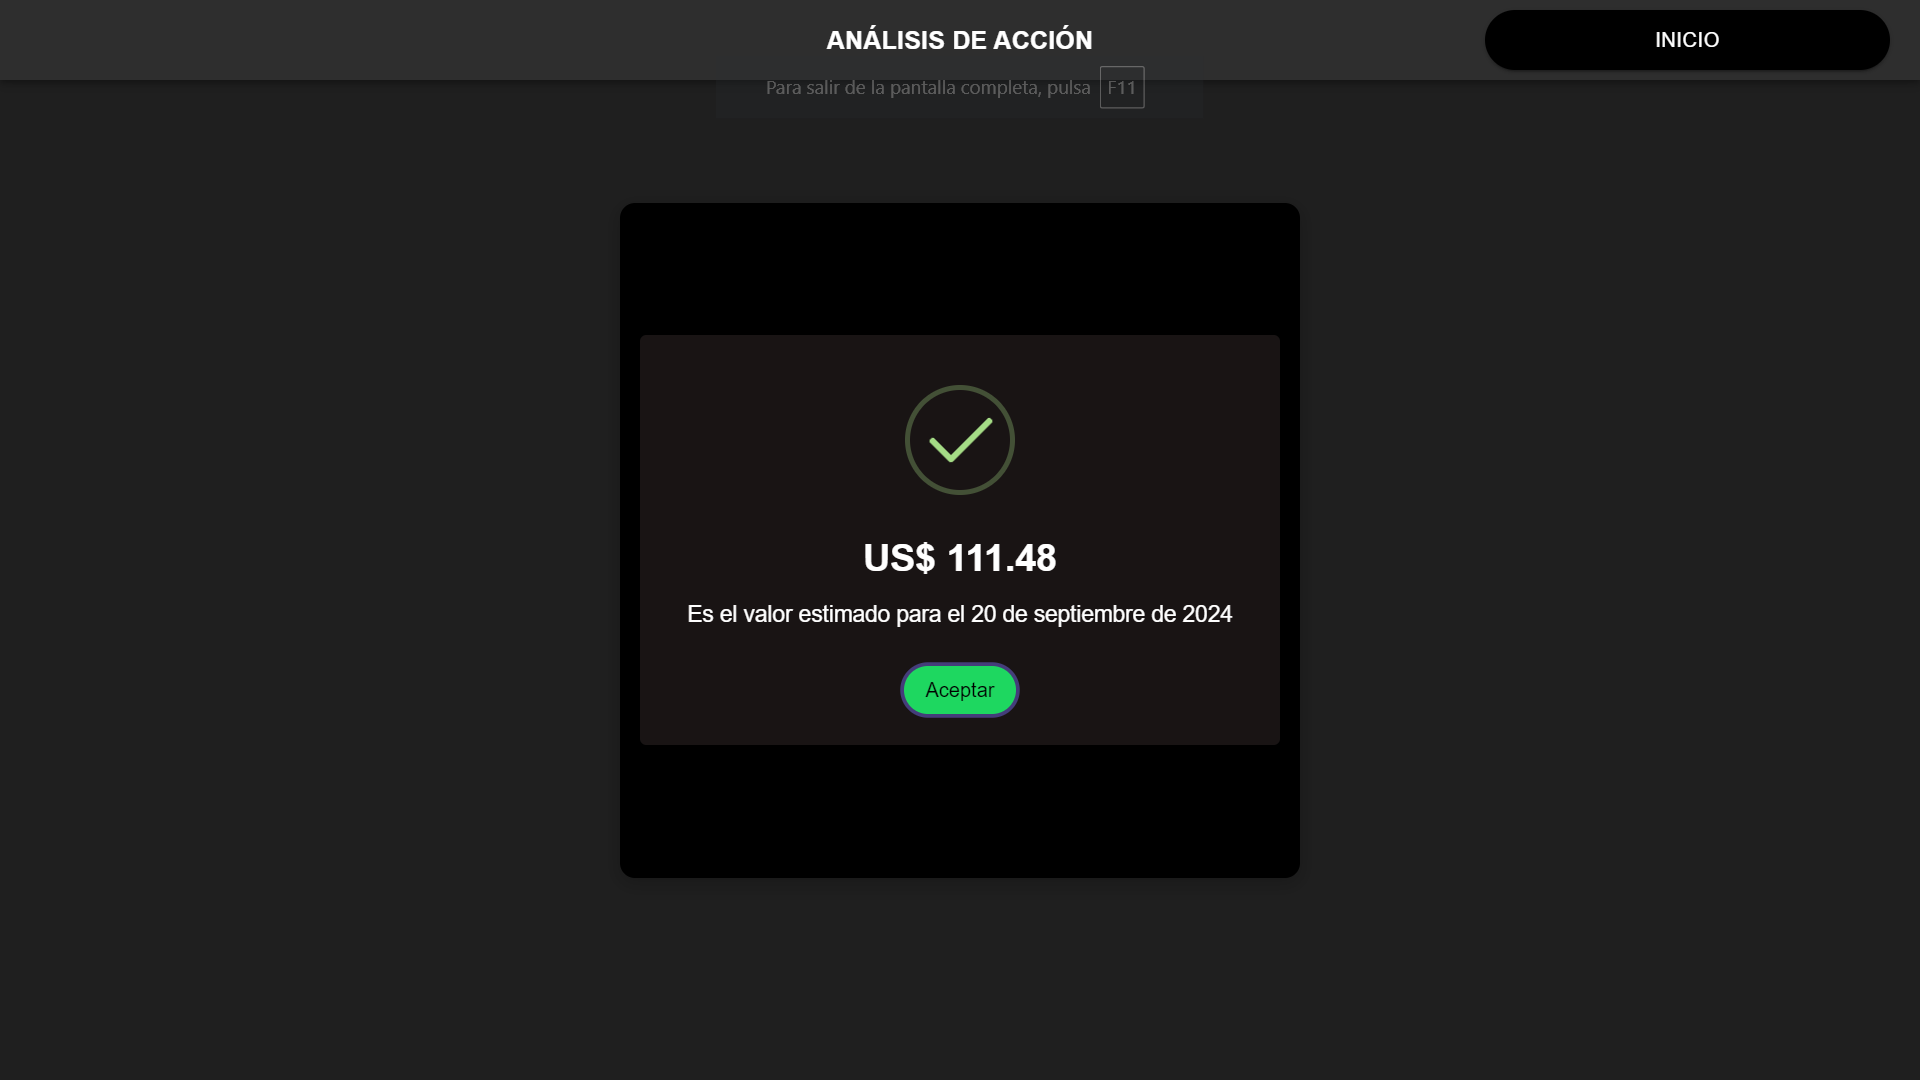 ANÁLISIS DE ACCIÓN
INICIO
Para salir de la pantalla completa, pulsa F11
US$ 111.48
Es el valor estimado para el 20 de septiembre de 2024
Aceptar